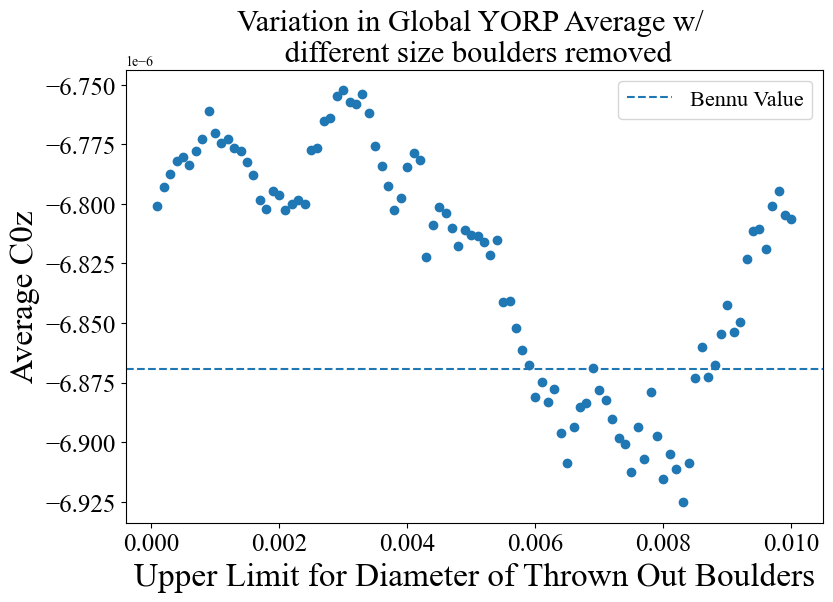 Variation in Global YORP Average w/
different size boulders removed
1e−6
−6.750
−6.775
−6.800
−6.825
−6.850
−6.875
−6.900
−6.925
Average C0z
Bennu Value
0.000 0.002 0.004 0.006 0.008 0.010
Upper Limit for Diameter of Thrown Out Boulders